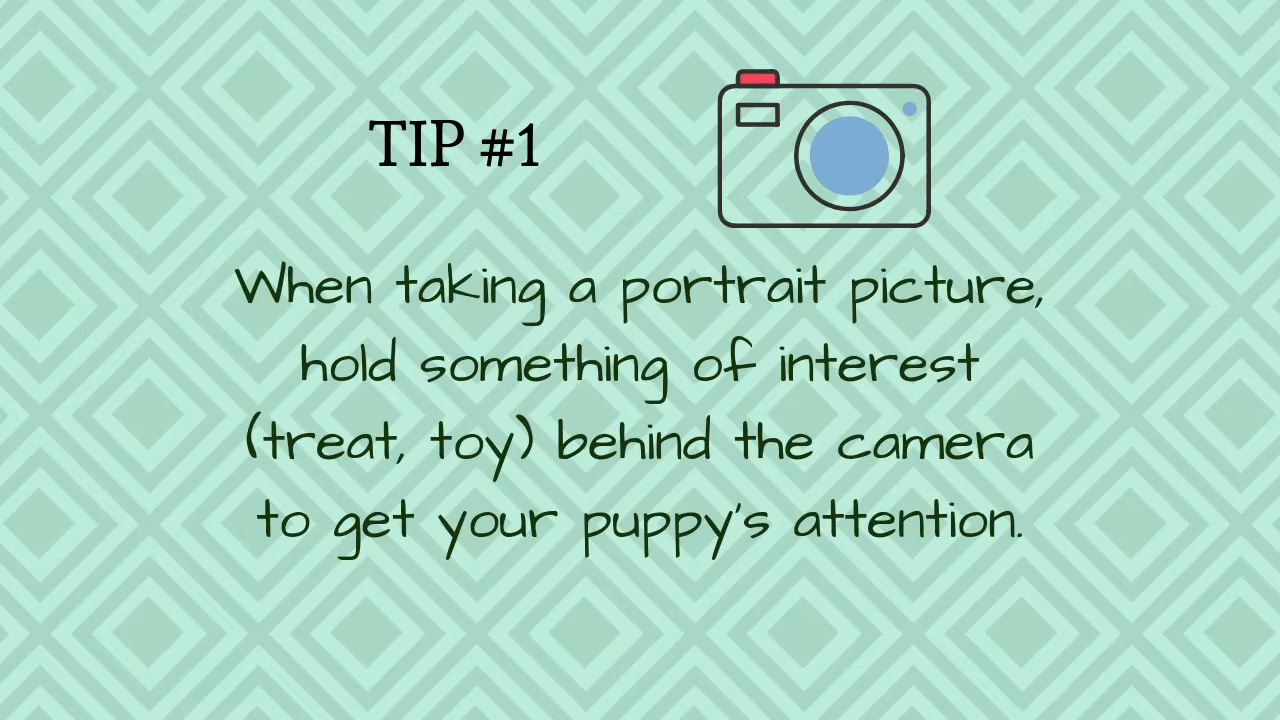 TIP #1
When taking a portrait picture,
hold something of interest
(treat, toy) behind the camera
to get your puppy's attention.